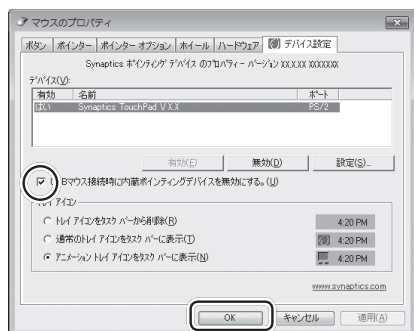 マウスのプロパティ
ボタン ポインター ポインター オプション ホイール ハードウェア デバイス設定
Synaptics ポインティング デバイス のプロパティ - バージョン XX.X.XX XXXXXXX
デバイス(V):
有効 名前 ポート
はい Synaptics TouchPad V X.X PS/2
有効(E) 無効(D) 設定(S)...
USBマウス接続時に内蔵ポインティングデバイスを無効にする。(U)
トレイ アイコン
トレイ アイコンをタスク バーから削除(R) 4:20 PM
通常のトレイ アイコンをタスク バーに表示(T) 4:20 PM
アニメーション トレイ アイコンをタスク バーに表示(N) 4:20 PM
www.synaptics.com
OK キャンセル 適用(A)